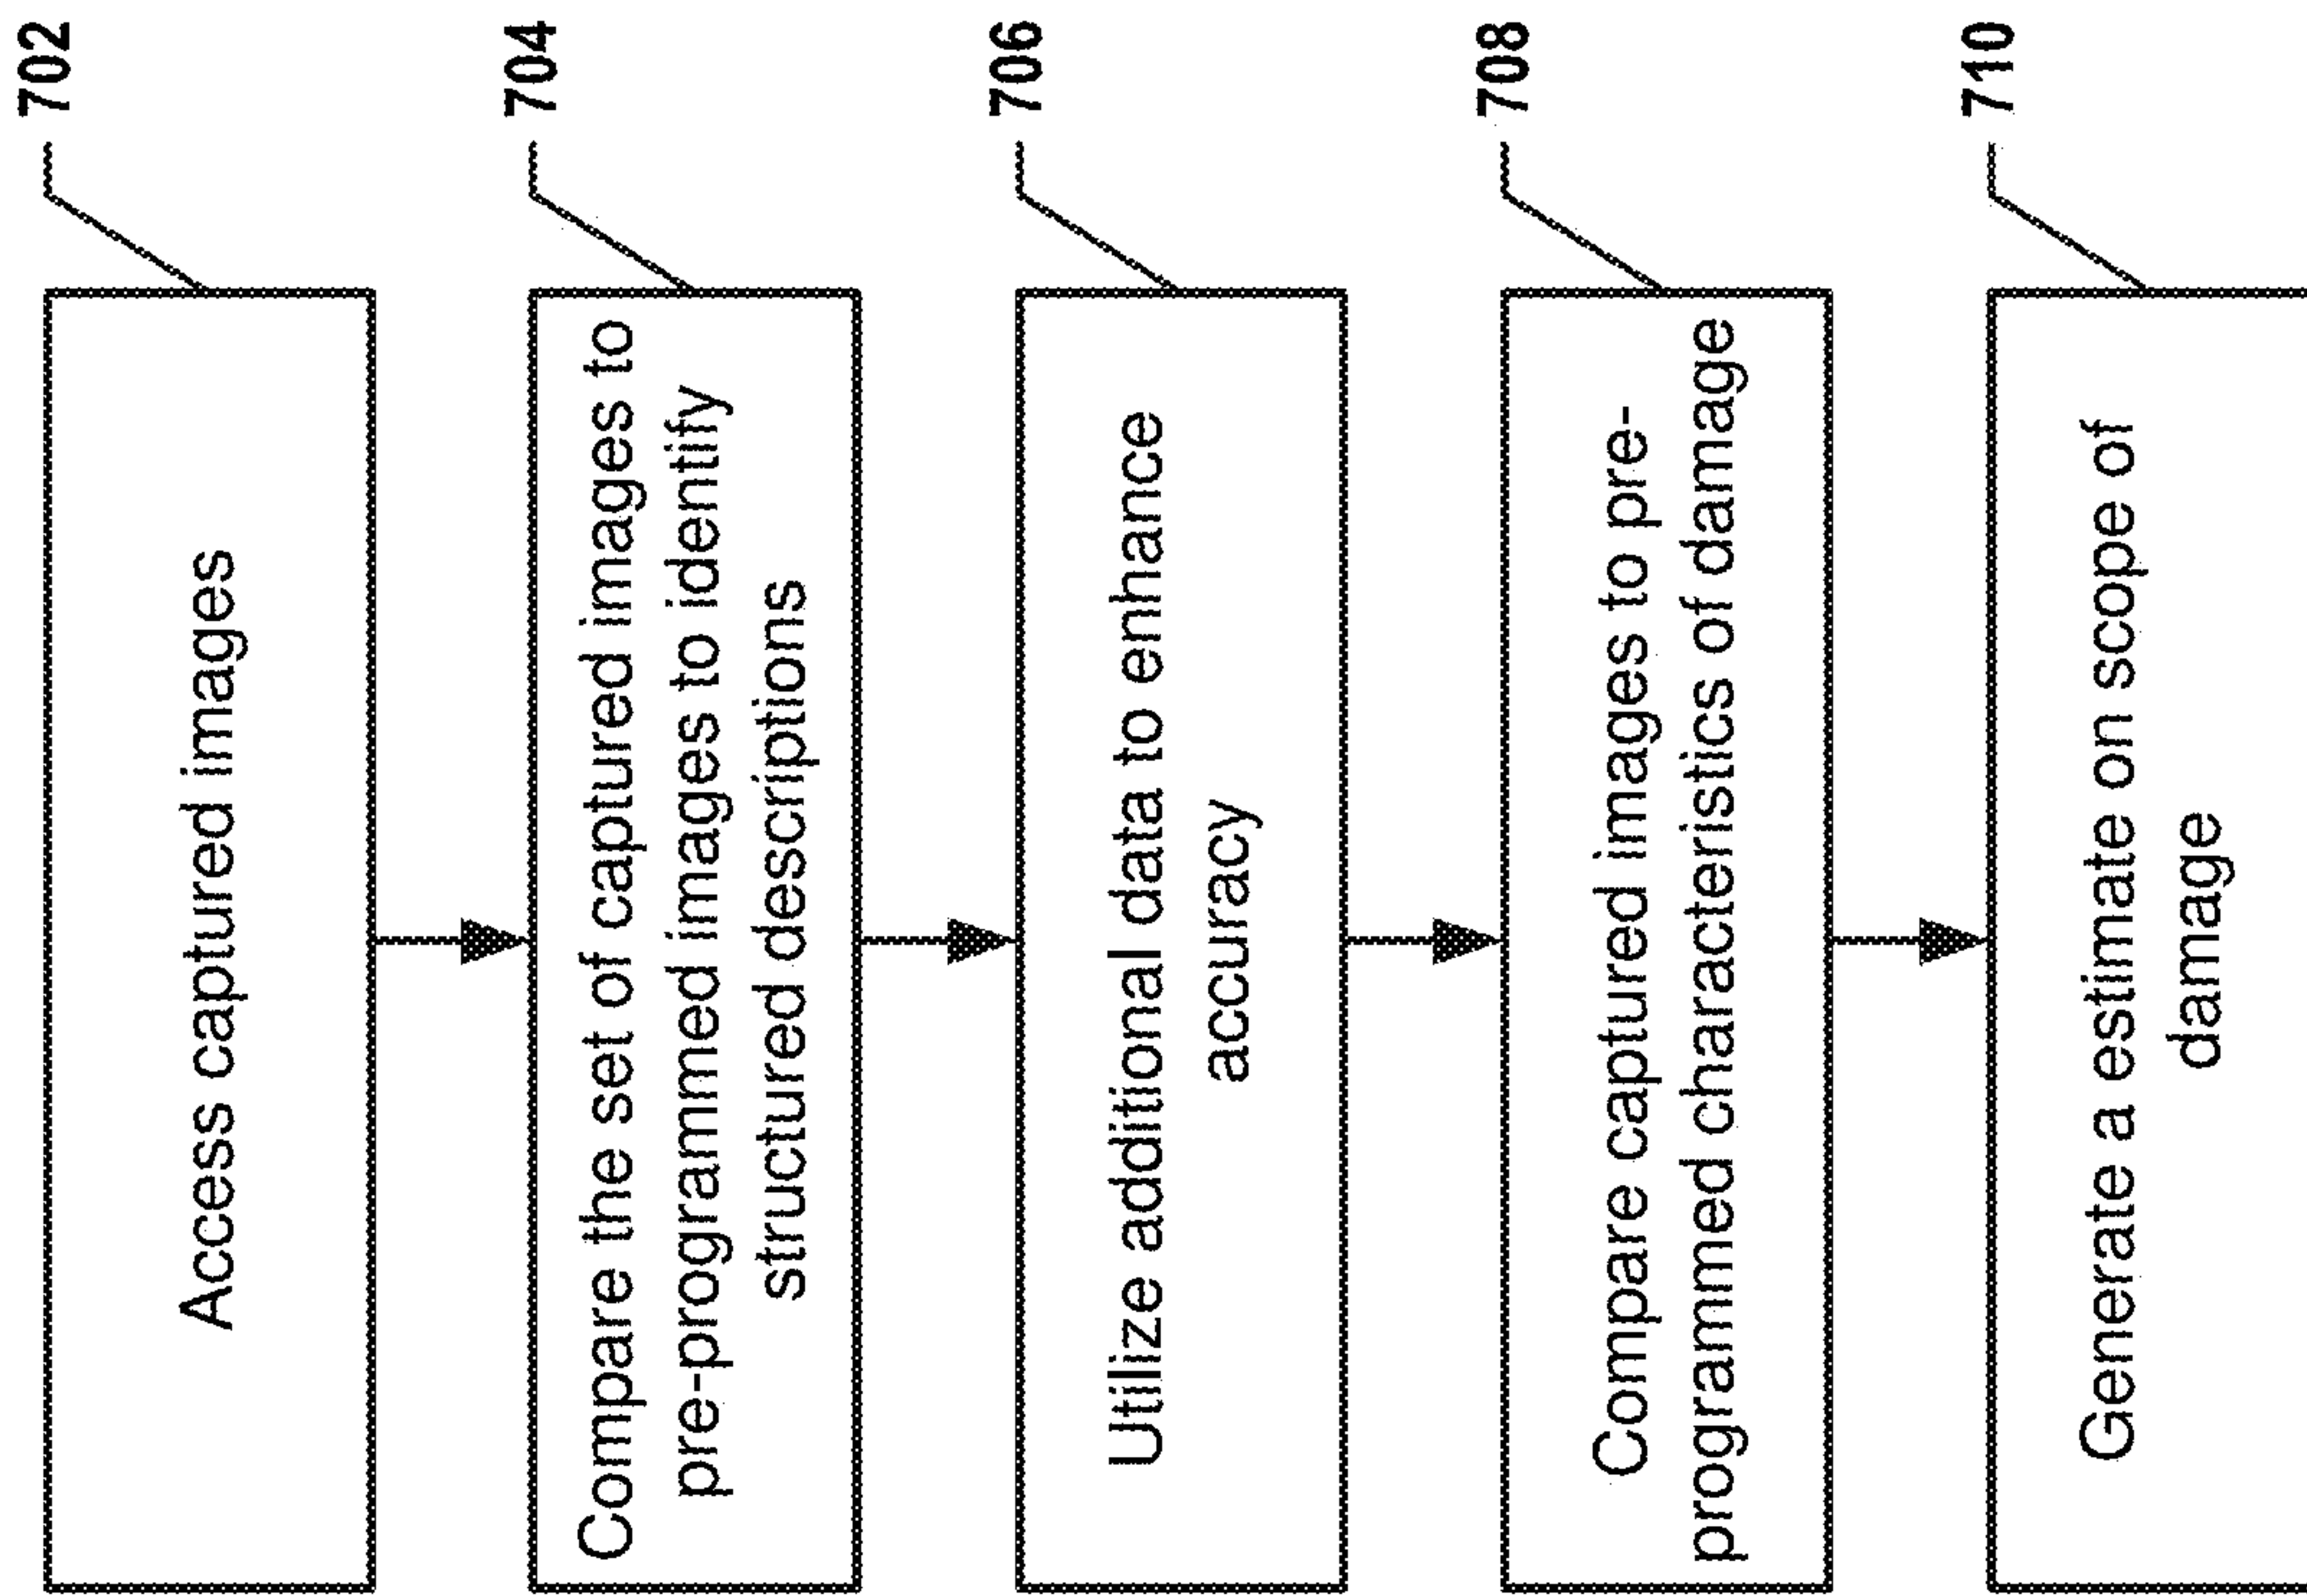 702
Access captured images
704
Compare the set of captured images to
pre-programmed images to identify
structured descriptions
706
Utilize additional data to enhance
accuracy
708
Compare captured images to pre-
programmed characteristics of damage
710
Generate a estimate on scope of
damage